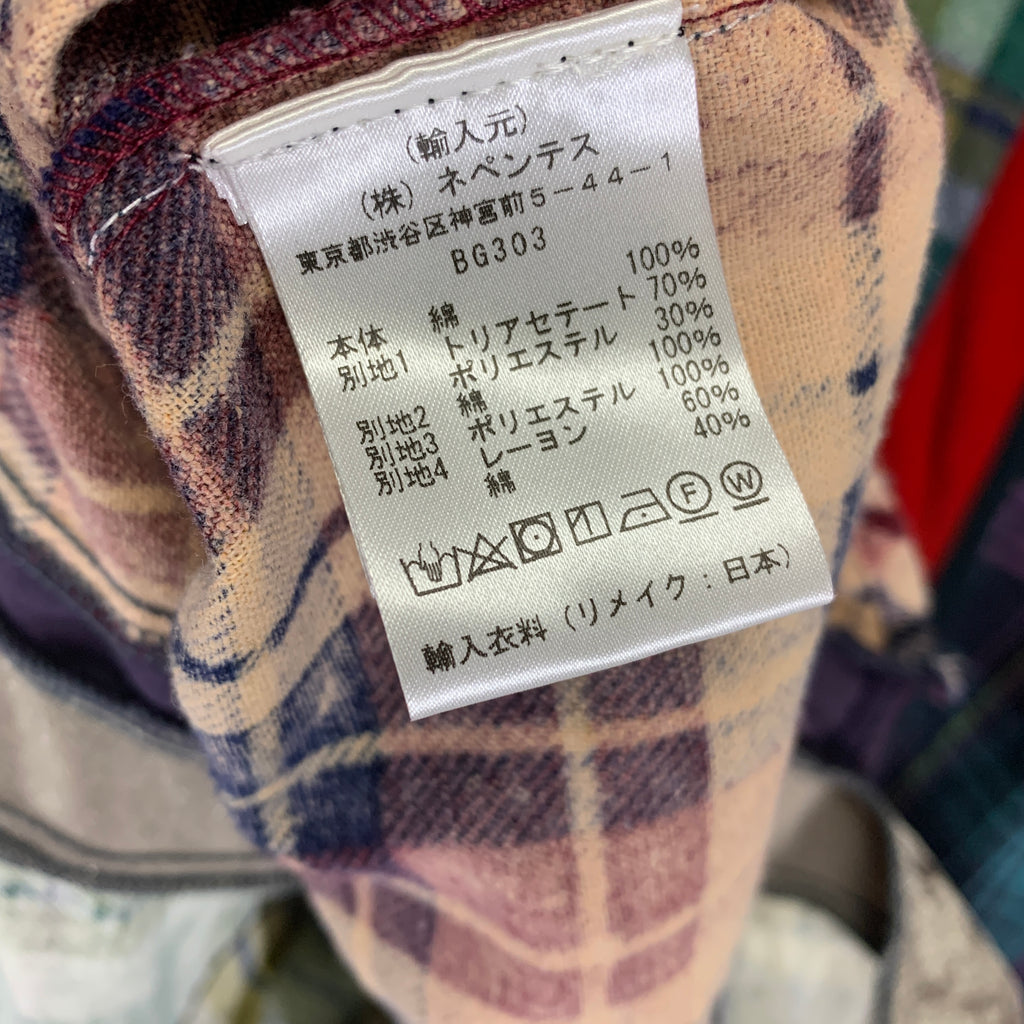 (輸入元)
(株) ネペンテス
東京都渋谷区神宮前5-44-1
BG303
本体 綿 100%
別地1 トリアセテート 70%
ポリエステル 30%
別地2 綿 100%
別地3 ポリエステル 100%
別地4 レーヨン 60%
綿 40%
F W
輸入衣料 (リメイク:日本)